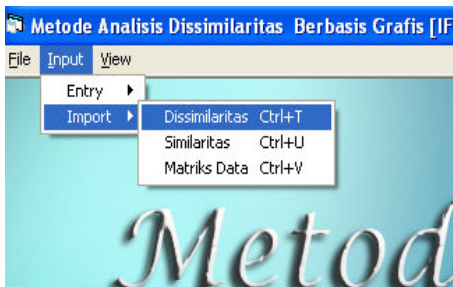 Metode Analisis Dissimilaritas Berbasis Grafis [IF
File Input View
Entry
Import
Dissimilaritas Ctrl+T
Similaritas Ctrl+U
Matriks Data Ctrl+V
Metod